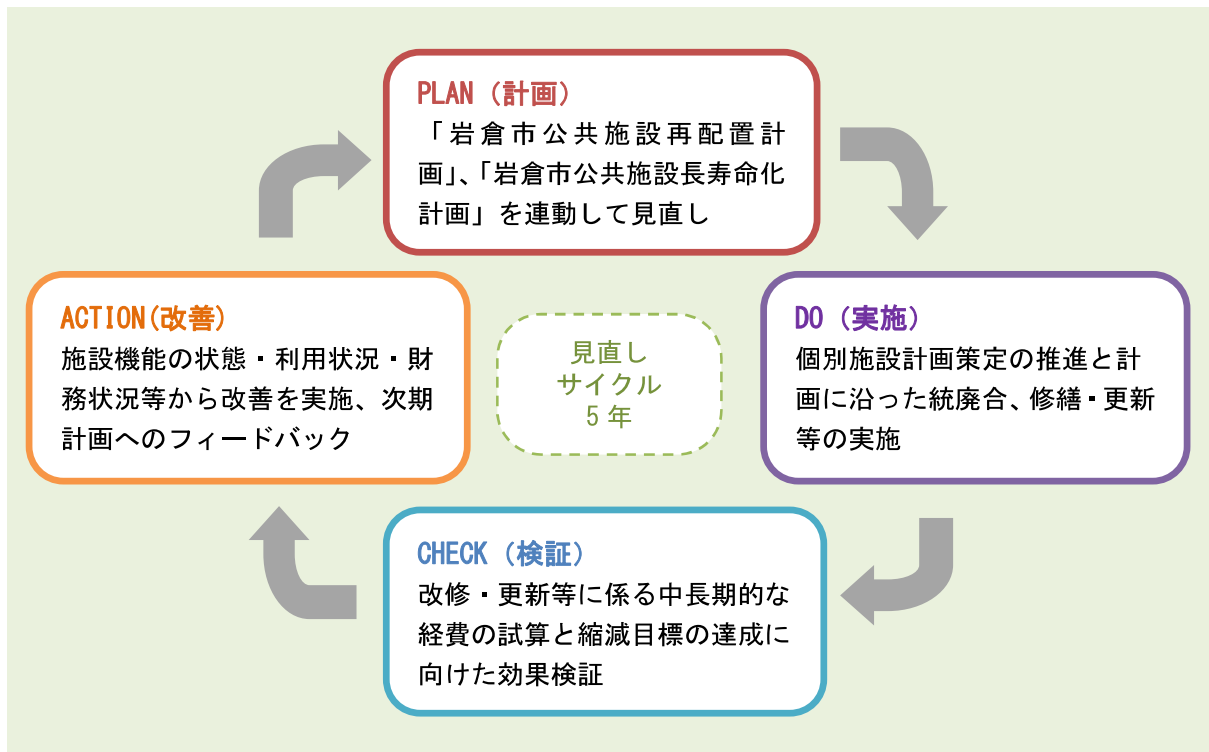 PLAN（計画）
「岩倉市公共施設再配置計
画」、「岩倉市公共施設長寿命化
計画」を連動して見直し
ACTION(改善)
施設機能の状態・利用状況・財
務状況等から改善を実施、次期
計画へのフィードバック
見直し
サイクル
5 年
DO（実施）
個別施設計画策定の推進と計
画に沿った統廃合、修繕・更新
等の実施
CHECK（検証）
改修・更新等に係る中長期的な
経費の試算と縮減目標の達成に
向けた効果検証